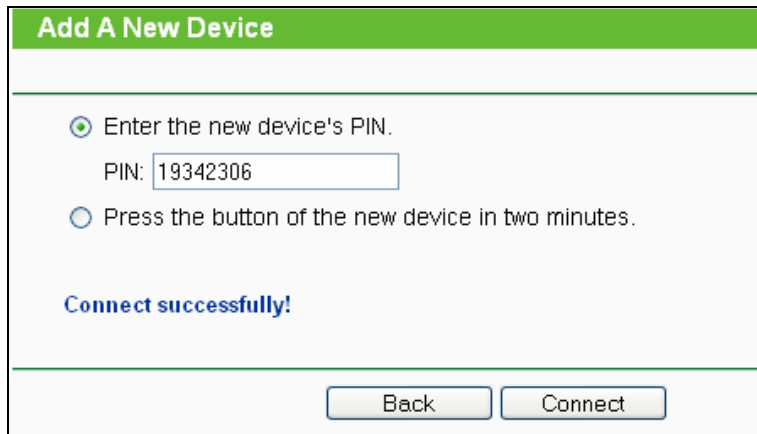 Add A New Device
Enter the new device's PIN.
PIN: 19342306
Press the button of the new device in two minutes.
Connect successfully!
Back Connect